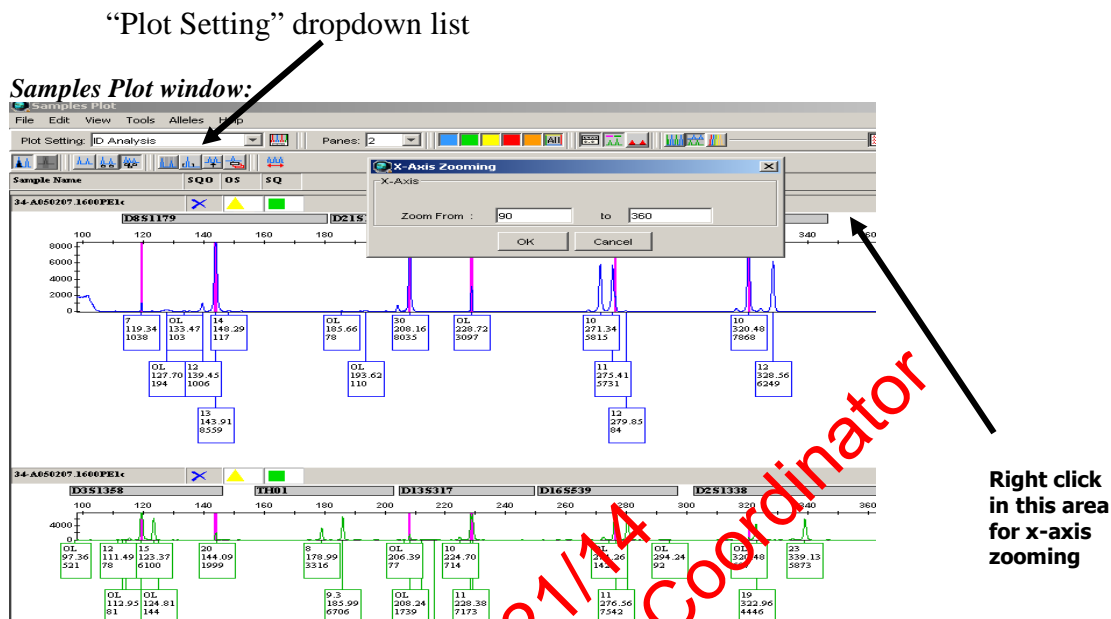 “Plot Setting” dropdown list
Samples Plot window:
Samples Plot
File Edit View Tools Alleles Help
Plot Setting: ID Analysis Panes: 2 All
X-Axis Zooming
X-Axis
Zoom From : 90 to 360
OK Cancel
Sample Name SQO OS SQ
34-A050207.1600PE1c
D8S1179 D21S
100 120 140 160 180 340
8000
6000
4000
2000
0
7
119.34
1038
OL
133.47
103
14
148.29
117
OL
185.66
78
30
208.16
8035
OL
228.72
3097
10
271.34
5815
10
320.48
7868
OL
127.70
194
12
139.45
1006
OL
193.62
110
11
275.41
5731
12
328.56
6249
13
143.91
8559
12
279.85
84
34-A050207.1600PE1c
D3S1358 TH01 D13S317 D16S539 D2S1338
100 120 140 160 180 200 220 240 260 280 300 320 340 360
4000
0
OL
97.36
521
12
111.49
78
15
123.37
6100
20
144.09
1999
8
178.99
3316
OL
206.39
77
10
224.70
714
OL
294.24
92
23
339.13
5873
OL
112.95
81
OL
124.81
144
9.3
185.99
6706
OL
208.24
1739
11
228.38
7173
11
276.56
7542
19
322.96
4446
Right click
in this area
for x-axis
zooming
21/14
Coordinator